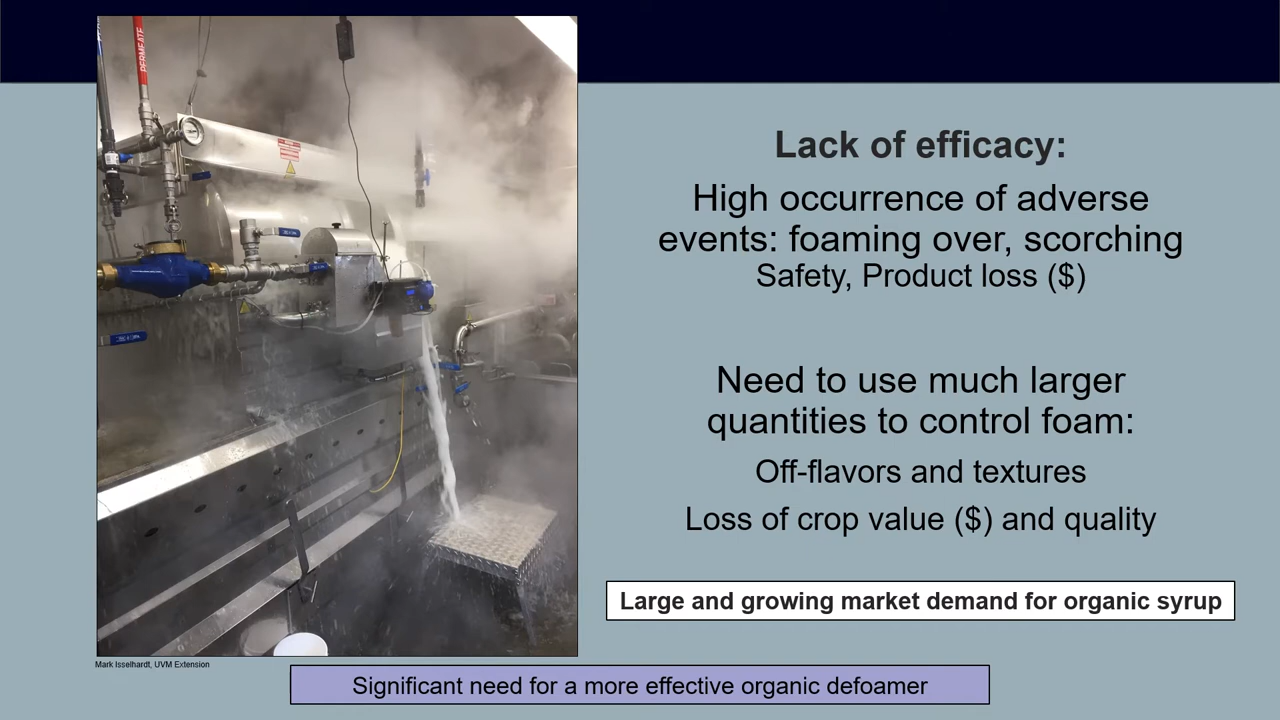 PERMEATE
Lack of efficacy:
High occurrence of adverse
events: foaming over, scorching
Safety, Product loss ($)
Need to use much larger
quantities to control foam:
Off-flavors and textures
Loss of crop value ($) and quality
Large and growing market demand for organic syrup
Mark Isselhardt, UVM Extension
Significant need for a more effective organic defoamer